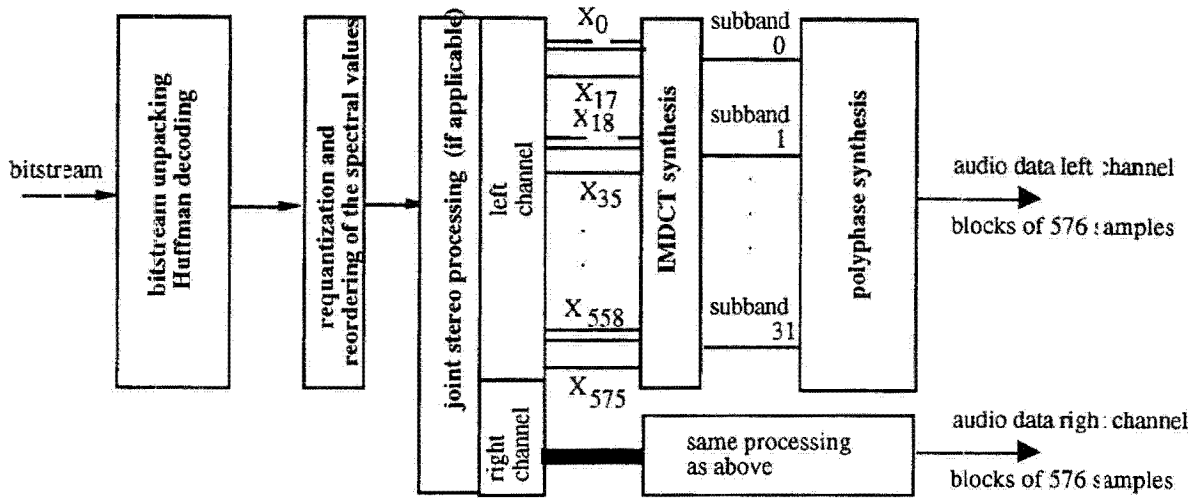 bitstream
bitstream unpacking
Huffman decoding
requantization and
reordering of the spectral values
joint stereo processing (if applicable)
left
channel
right
channel
X0
X17
X18
X35
X558
X575
IMDCT synthesis
subband
0
subband
1
subband
31
polyphase synthesis
audio data left channel
blocks of 576 samples
same processing
as above
audio data right channel
blocks of 576 samples